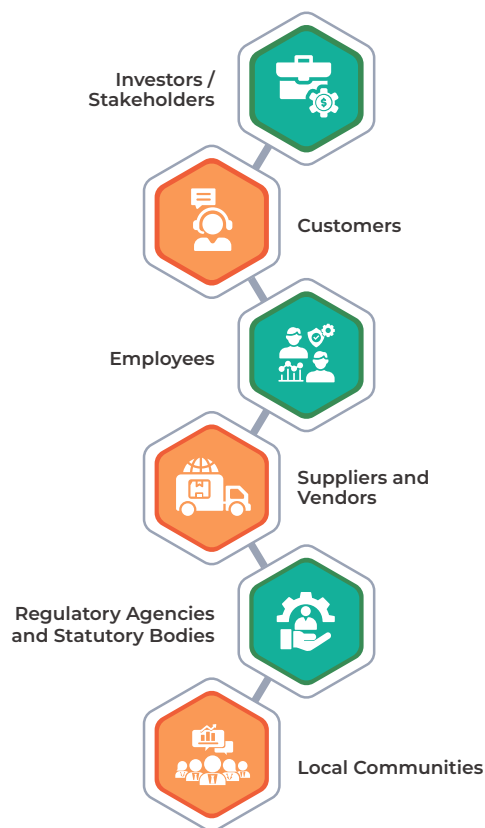 Investors /
Stakeholders
Customers
Employees
Suppliers and
Vendors
Regulatory Agencies
and Statutory Bodies
Local Communities